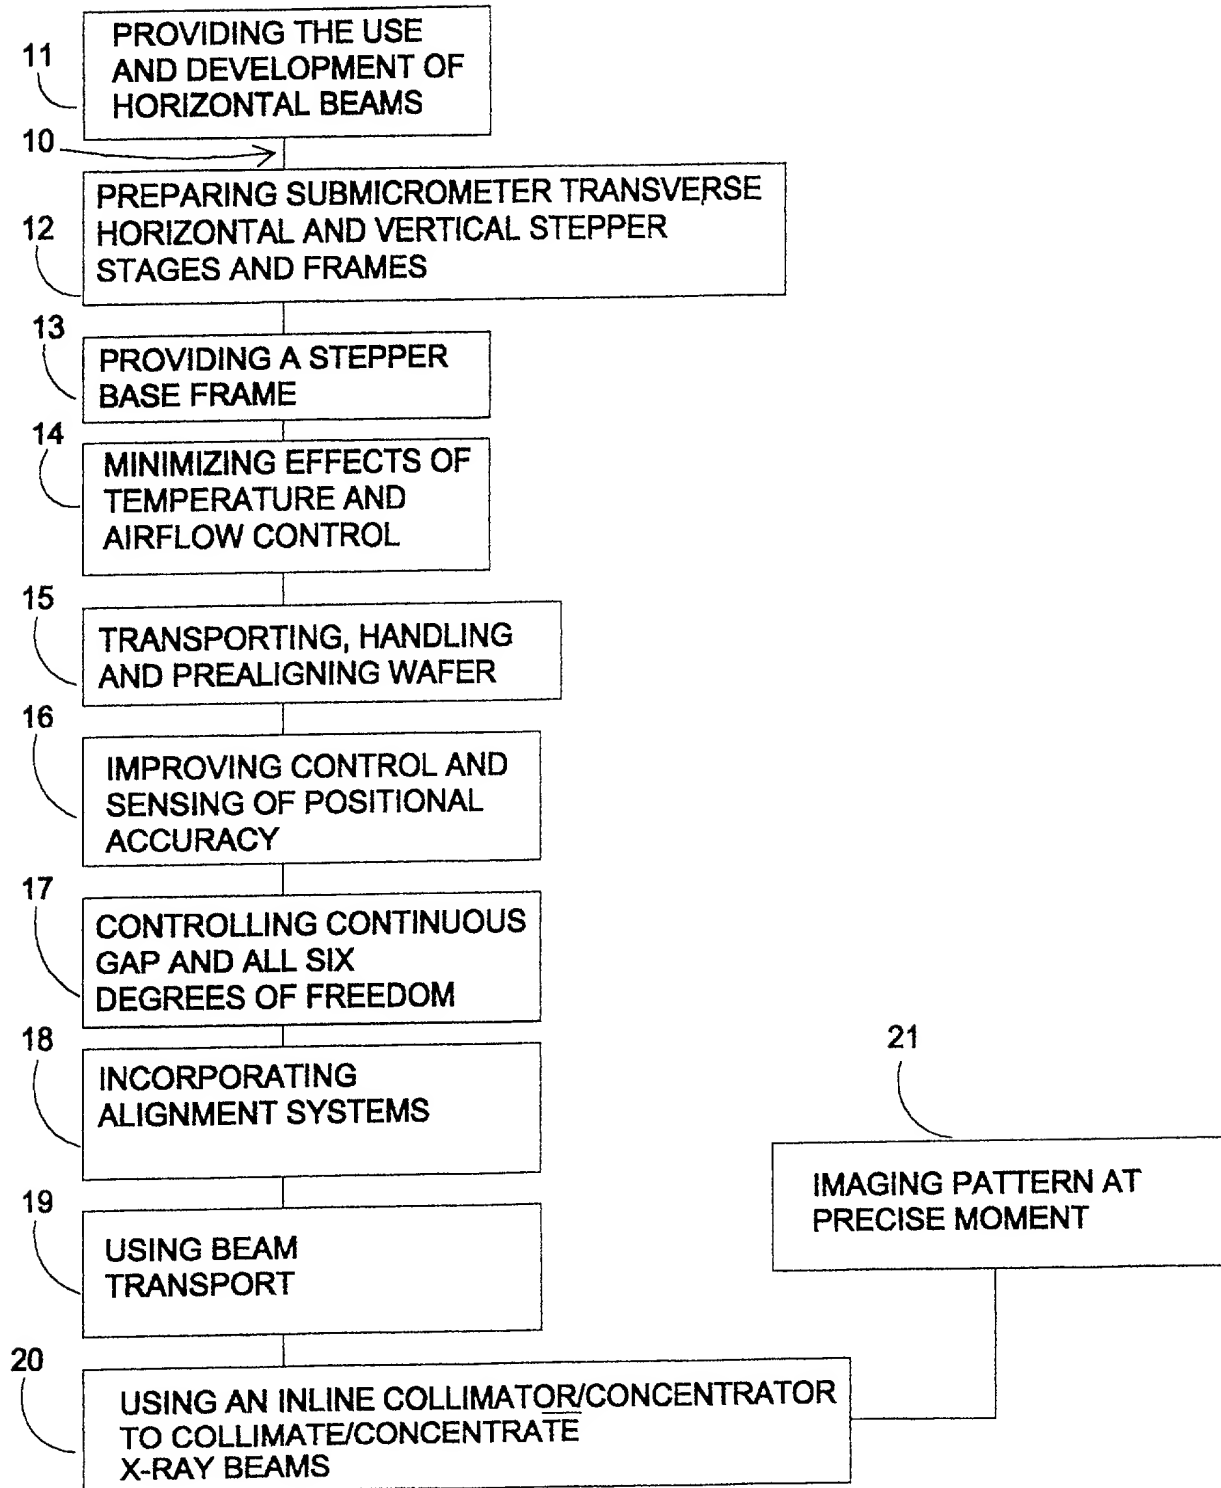 11
PROVIDING THE USE
AND DEVELOPMENT OF
HORIZONTAL BEAMS
10
12
PREPARING SUBMICROMETER TRANSVERSE
HORIZONTAL AND VERTICAL STEPPER
STAGES AND FRAMES
13
PROVIDING A STEPPER
BASE FRAME
14
MINIMIZING EFFECTS OF
TEMPERATURE AND
AIRFLOW CONTROL
15
TRANSPORTING, HANDLING
AND PREALIGNING WAFER
16
IMPROVING CONTROL AND
SENSING OF POSITIONAL
ACCURACY
17
CONTROLLING CONTINUOUS
GAP AND ALL SIX
DEGREES OF FREEDOM
18
INCORPORATING
ALIGNMENT SYSTEMS
19
USING BEAM
TRANSPORT
20
USING AN INLINE COLLIMATOR/CONCENTRATOR
TO COLLIMATE/CONCENTRATE
X-RAY BEAMS
21
IMAGING PATTERN AT
PRECISE MOMENT